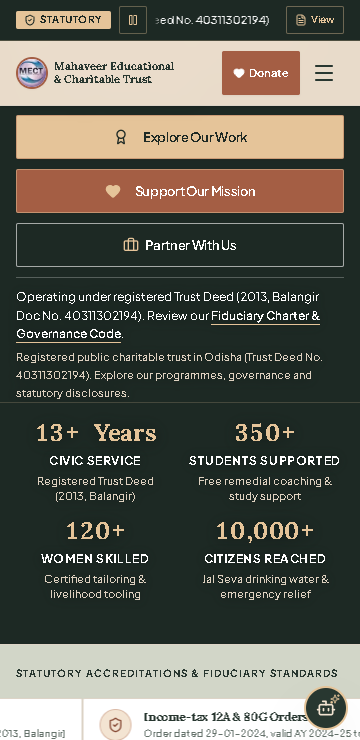 STATUTORY
eed No. 40311302194)
View
Mahaveer Educational
& Charitable Trust
MECT
Donate
Explore Our Work
Support Our Mission
Partner With Us
Operating under registered Trust Deed (2013, Balangir
Doc No. 40311302194). Review our Fiduciary Charter &
Governance Code.
Registered public charitable trust in Odisha (Trust Deed No.
40311302194). Explore our programmes, governance and
statutory disclosures.
13+ Years
CIVIC SERVICE
Registered Trust Deed
(2013, Balangir)
350+
STUDENTS SUPPORTED
Free remedial coaching &
study support
120+
WOMEN SKILLED
Certified tailoring &
livelihood tooling
10,000+
CITIZENS REACHED
Jal Seva drinking water &
emergency relief
STATUTORY ACCREDITATIONS & FIDUCIARY STANDARDS
2013, Balangir)
Income-tax 12A & 80G Orders
Order dated 29-01-2024, valid AY 2024-25 t